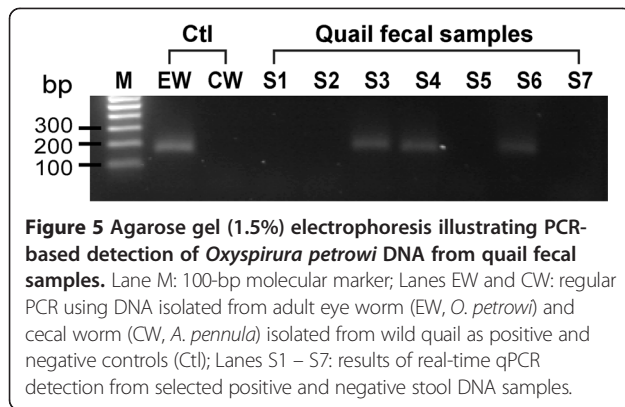 Ctl Quail fecal samples
bp M EW CW S1 S2 S3 S4 S5 S6 S7
300
200
100
Figure 5 Agarose gel (1.5%) electrophoresis illustrating PCR-
based detection of Oxyspirura petrowi DNA from quail fecal
samples. Lane M: 100-bp molecular marker; Lanes EW and CW: regular
PCR using DNA isolated from adult eye worm (EW, O. petrowi) and
cecal worm (CW, A. pennula) isolated from wild quail as positive and
negative controls (Ctl); Lanes S1 – S7: results of real-time qPCR
detection from selected positive and negative stool DNA samples.